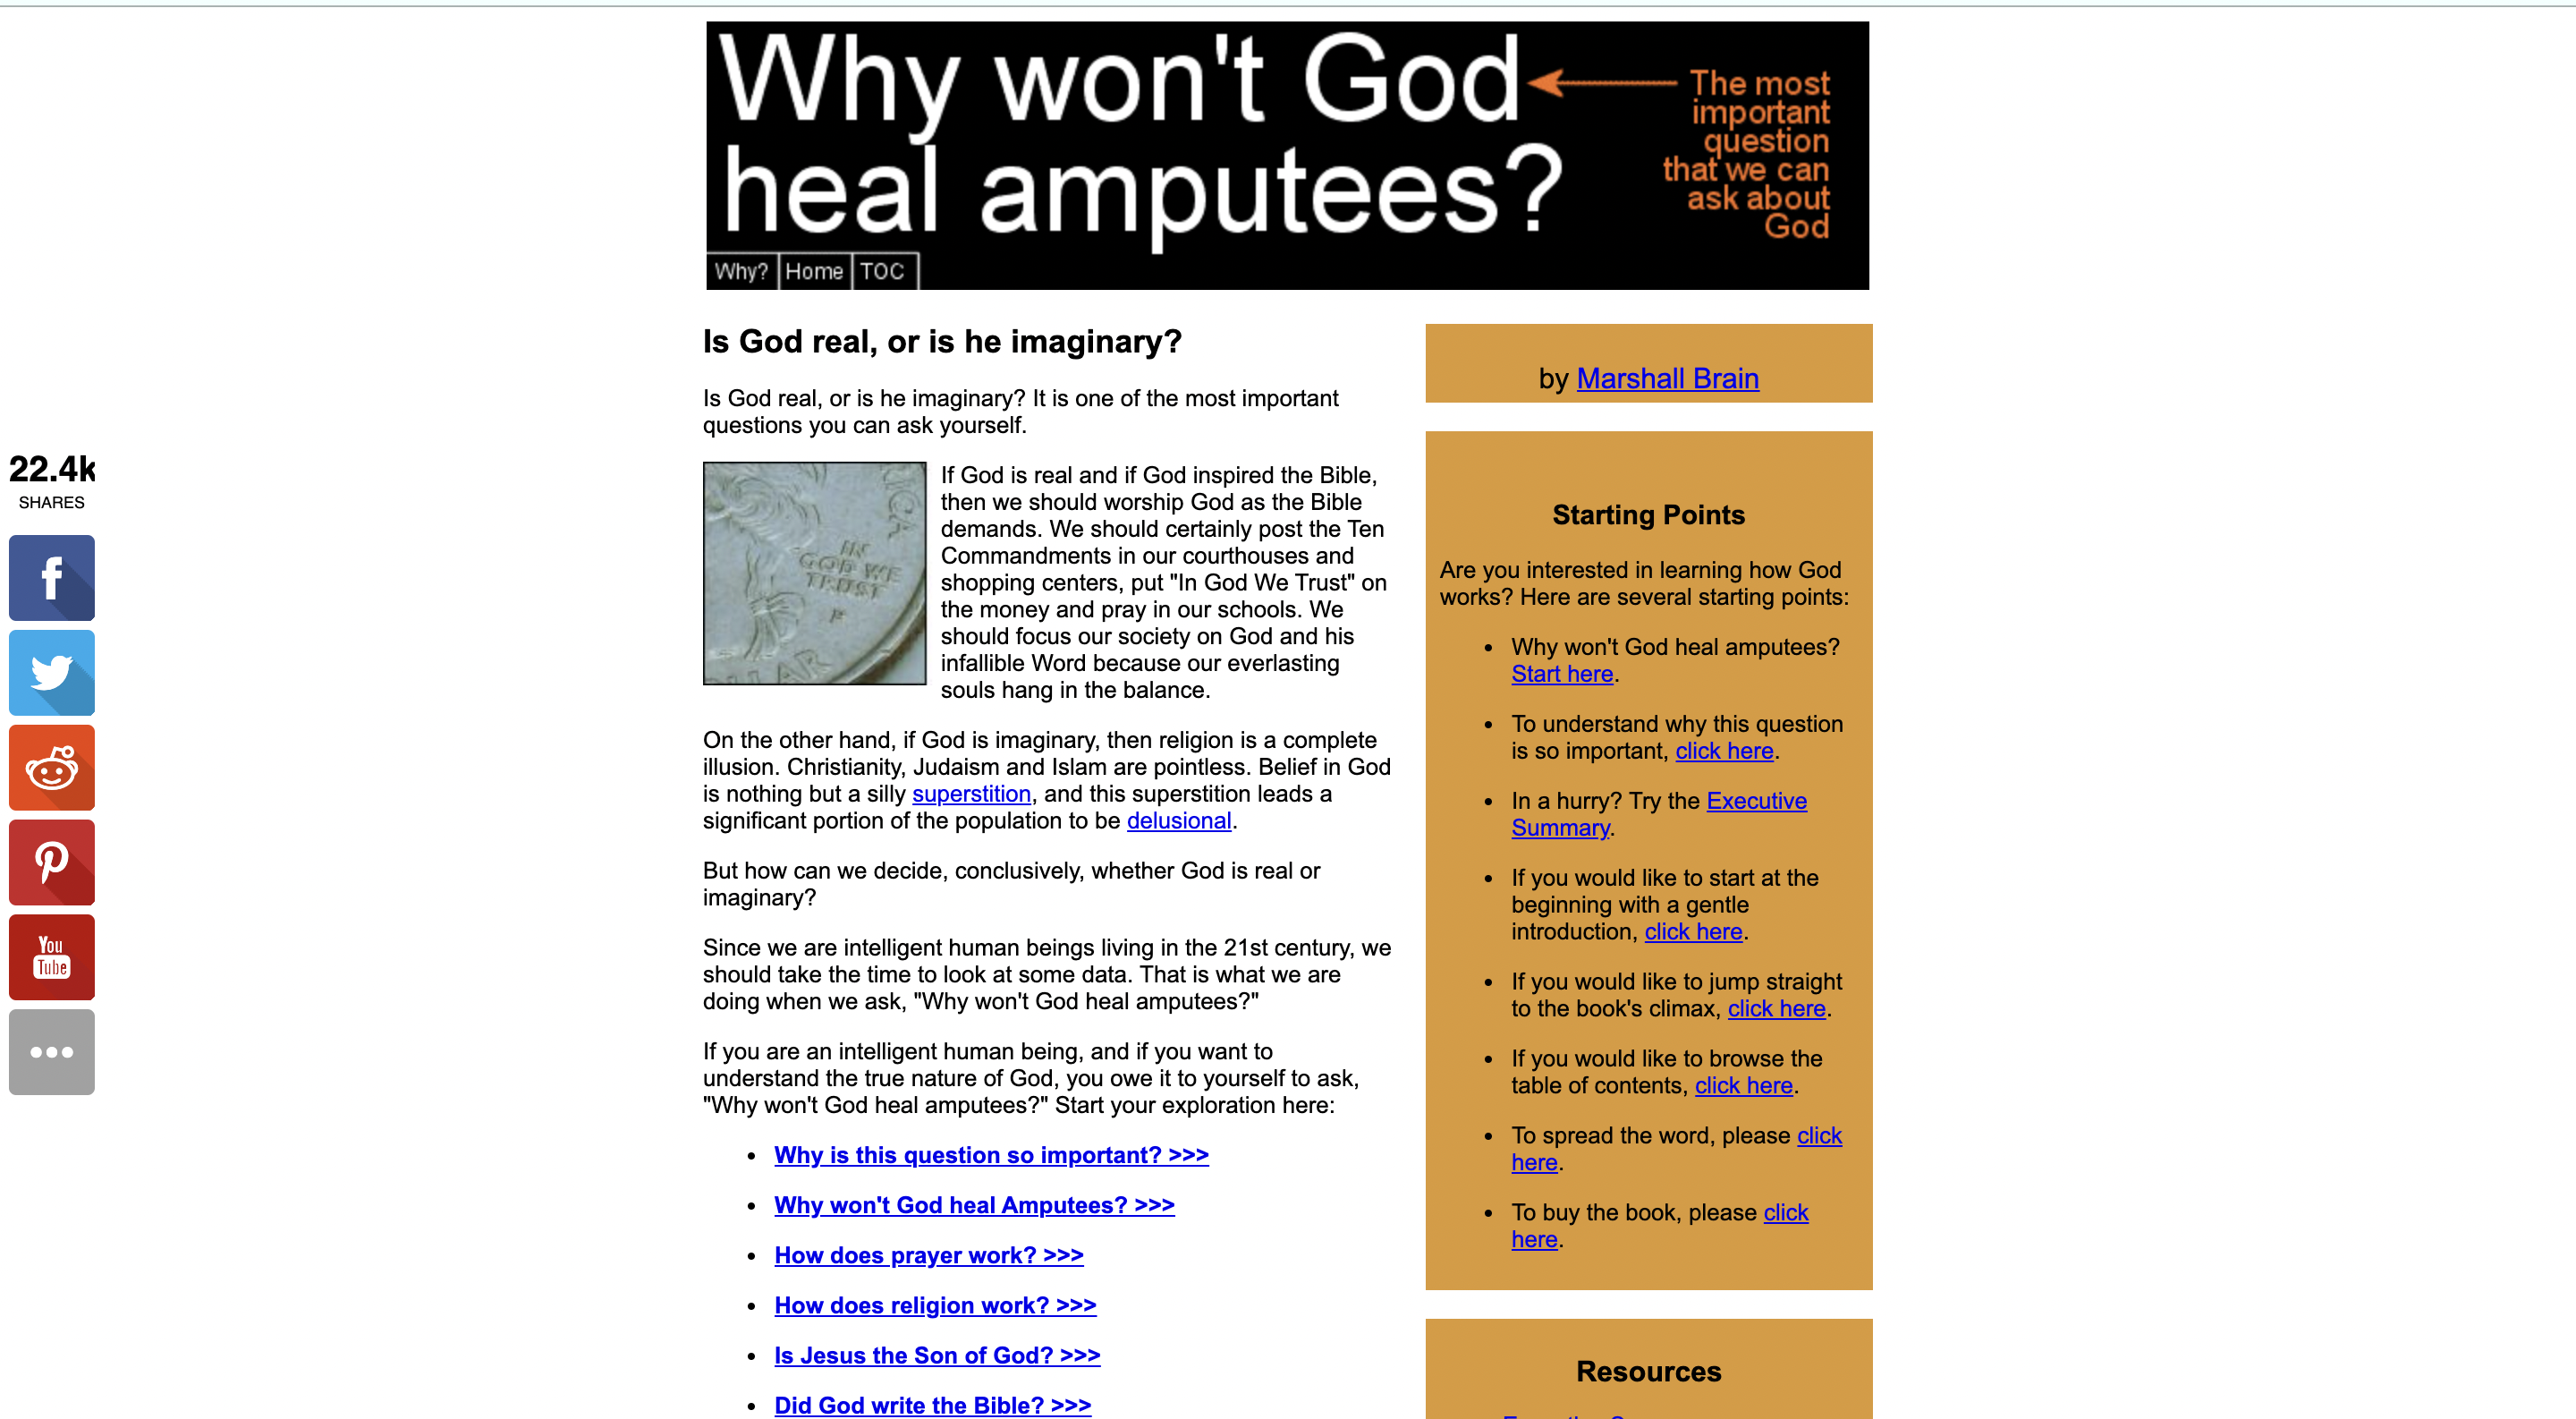 Why won't God
heal amputees?
The most
important
question
that we can
ask about
God
Why? Home TOC
22.4k
SHARES
You
Tube
Is God real, or is he imaginary?
Is God real, or is he imaginary? It is one of the most important
questions you can ask yourself.
IN
GOD WE
TRUST
P
LLAR
If God is real and if God inspired the Bible,
then we should worship God as the Bible
demands. We should certainly post the Ten
Commandments in our courthouses and
shopping centers, put "In God We Trust" on
the money and pray in our schools. We
should focus our society on God and his
infallible Word because our everlasting
souls hang in the balance.
On the other hand, if God is imaginary, then religion is a complete
illusion. Christianity, Judaism and Islam are pointless. Belief in God
is nothing but a silly superstition, and this superstition leads a
significant portion of the population to be delusional.
But how can we decide, conclusively, whether God is real or
imaginary?
Since we are intelligent human beings living in the 21st century, we
should take the time to look at some data. That is what we are
doing when we ask, "Why won't God heal amputees?"
If you are an intelligent human being, and if you want to
understand the true nature of God, you owe it to yourself to ask,
"Why won't God heal amputees?" Start your exploration here:
• Why is this question so important? >>>
• Why won't God heal Amputees? >>>
• How does prayer work? >>>
• How does religion work? >>>
• Is Jesus the Son of God? >>>
• Did God write the Bible? >>>
by Marshall Brain
Starting Points
Are you interested in learning how God
works? Here are several starting points:
• Why won't God heal amputees?
Start here.
• To understand why this question
is so important, click here.
• In a hurry? Try the Executive
Summary.
• If you would like to start at the
beginning with a gentle
introduction, click here.
• If you would like to jump straight
to the book's climax, click here.
• If you would like to browse the
table of contents, click here.
• To spread the word, please click
here.
• To buy the book, please click
here.
Resources